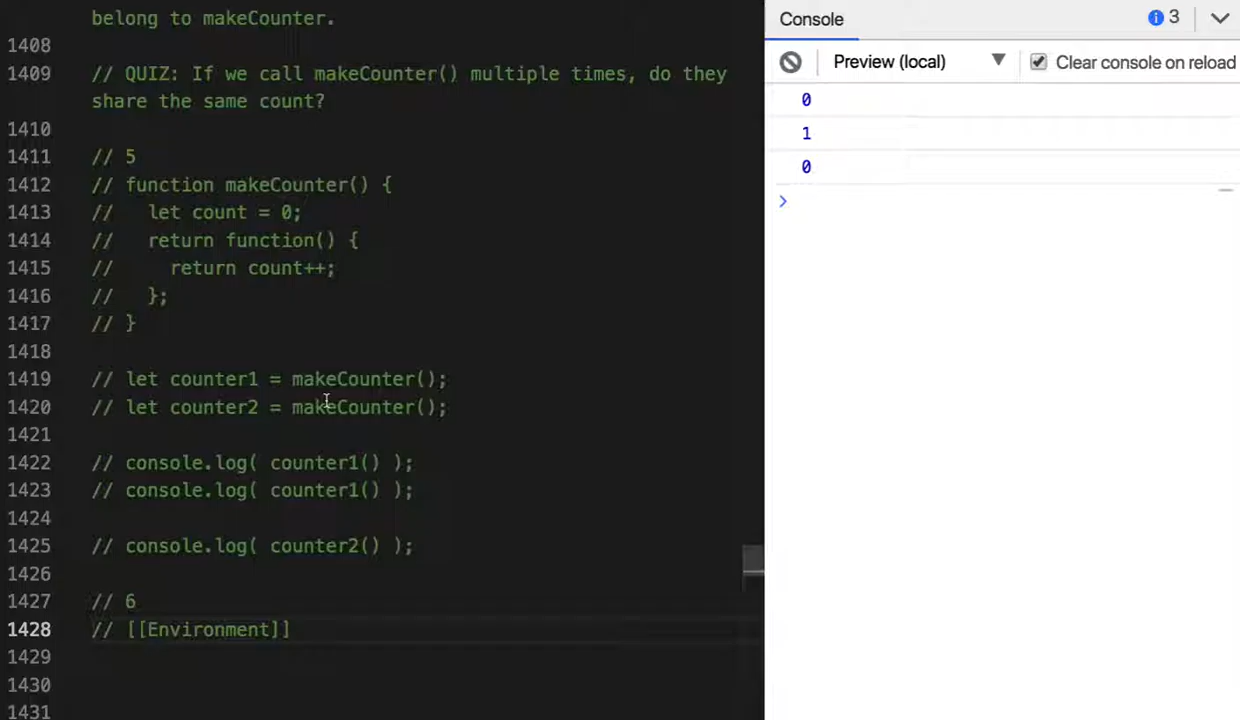 belong to makeCounter.
1408
1409 // QUIZ: If we call makeCounter() multiple times, do they
share the same count?
1410
1411 // 5
1412 // function makeCounter() {
1413 //   let count = 0;
1414 //   return function() {
1415 //     return count++;
1416 //   };
1417 // }
1418
1419 // let counter1 = makeCounter();
1420 // let counter2 = makeCounter();
1421
1422 // console.log( counter1() );
1423 // console.log( counter1() );
1424
1425 // console.log( counter2() );
1426
1427 // 6
1428 // [[Environment]]
1429
1430
1431
Console 3
Preview (local) ▼ Clear console on reload
0
1
0
>